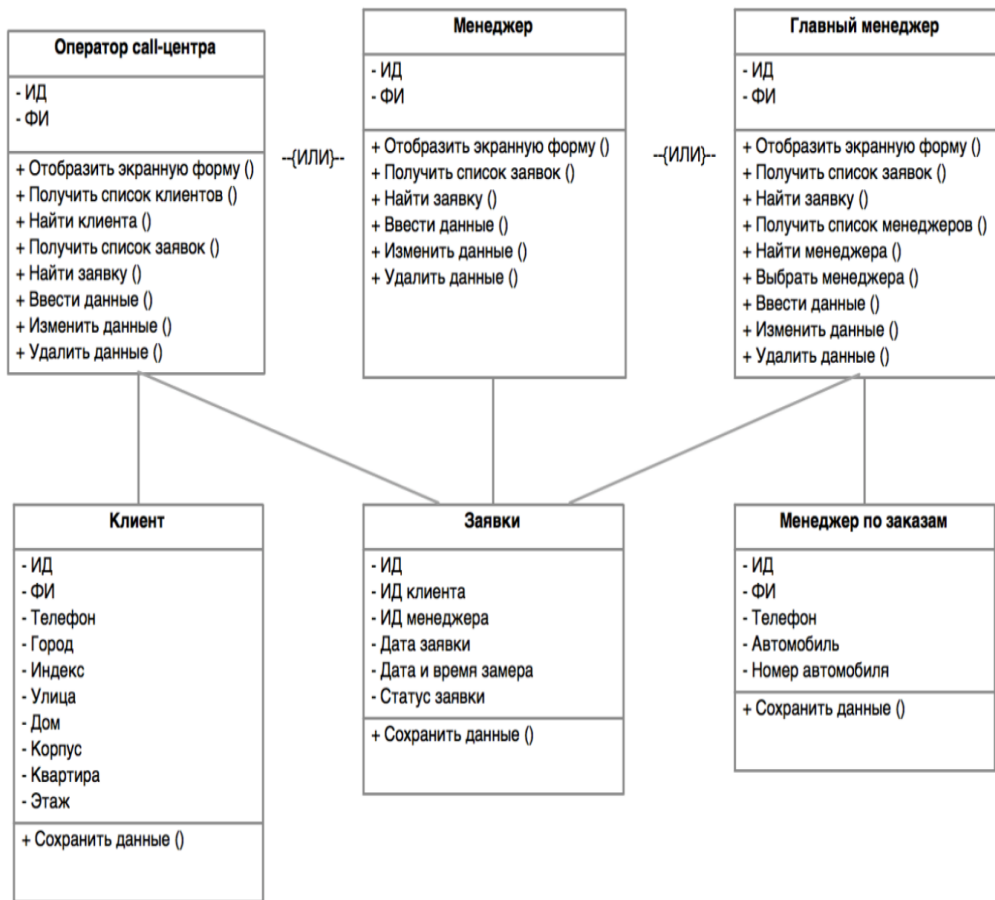 Оператор call-центра
- ИД
- ФИ
+ Отобразить экранную форму ()
+ Получить список клиентов ()
+ Найти клиента ()
+ Получить список заявок ()
+ Найти заявку ()
+ Ввести данные ()
+ Изменить данные ()
+ Удалить данные ()
--{ИЛИ}--
Менеджер
- ИД
- ФИ
+ Отобразить экранную форму ()
+ Получить список заявок ()
+ Найти заявку ()
+ Ввести данные ()
+ Изменить данные ()
+ Удалить данные ()
--{ИЛИ}--
Главный менеджер
- ИД
- ФИ
+ Отобразить экранную форму ()
+ Получить список заявок ()
+ Найти заявку ()
+ Получить список менеджеров ()
+ Найти менеджера ()
+ Выбрать менеджера ()
+ Ввести данные ()
+ Изменить данные ()
+ Удалить данные ()
Клиент
- ИД
- ФИ
- Телефон
- Город
- Индекс
- Улица
- Дом
- Корпус
- Квартира
- Этаж
+ Сохранить данные ()
Заявки
- ИД
- ИД клиента
- ИД менеджера
- Дата заявки
- Дата и время замера
- Статус заявки
+ Сохранить данные ()
Менеджер по заказам
- ИД
- ФИ
- Телефон
- Автомобиль
- Номер автомобиля
+ Сохранить данные ()